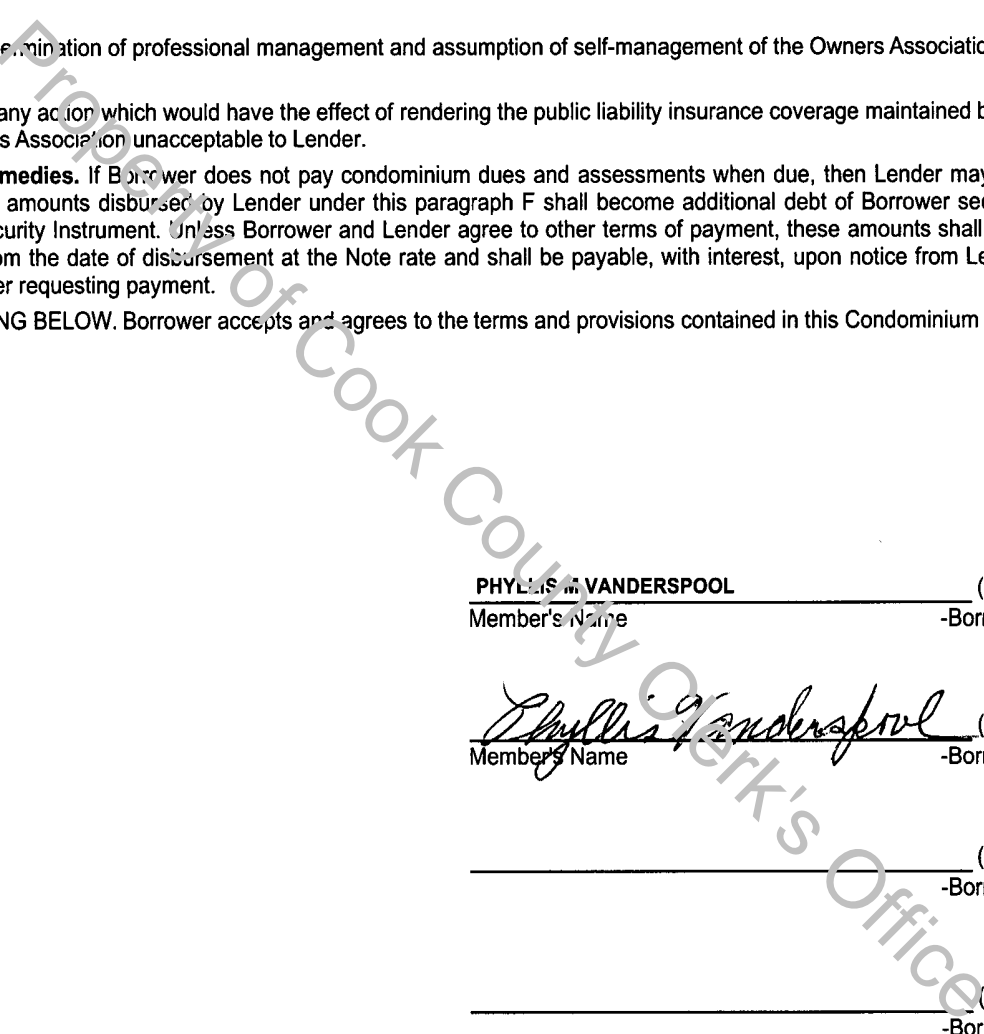 ermination of professional management and assumption of self-management of the Owners Associatio
any action which would have the effect of rendering the public liability insurance coverage maintained b
s Association unacceptable to Lender.
medies. If Borrower does not pay condominium dues and assessments when due, then Lender may
amounts disbursed by Lender under this paragraph F shall become additional debt of Borrower sec
curity Instrument. Unless Borrower and Lender agree to other terms of payment, these amounts shall
om the date of disbursement at the Note rate and shall be payable, with interest, upon notice from Le
er requesting payment.
NG BELOW. Borrower accepts and agrees to the terms and provisions contained in this Condominium
Property of Cook County Clerk's Office
PHYLLIS M VANDERSPOOL (
Member's Name -Borr
Phyllis Vanderspool (
Member's Name -Borr
(
-Borr
(
-Borr